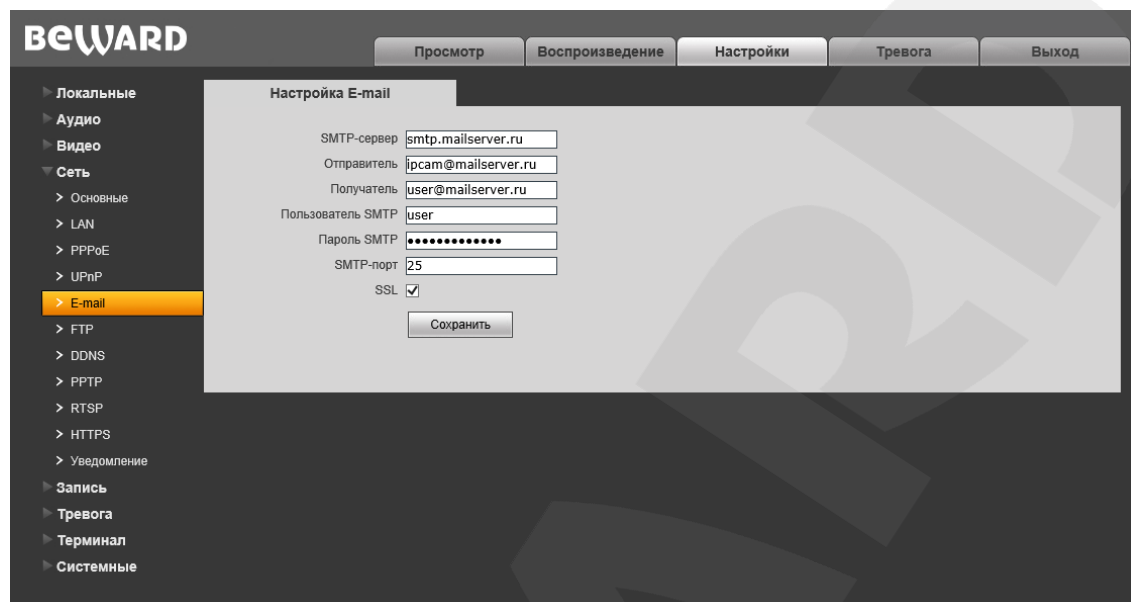 BEWARD
Просмотр Воспроизведение Настройки Тревога Выход
Локальные
Аудио
Видео
Сеть
> Основные
> LAN
> PPPoE
> UPnP
> E-mail
> FTP
> DDNS
> PPTP
> RTSP
> HTTPS
> Уведомление
Запись
Тревога
Терминал
Системные
Настройка E-mail
SMTP-сервер smtp.mailserver.ru
Отправитель ipcam@mailserver.ru
Получатель user@mailserver.ru
Пользователь SMTP user
Пароль SMTP •••••••••••••
SMTP-порт 25
SSL
Сохранить